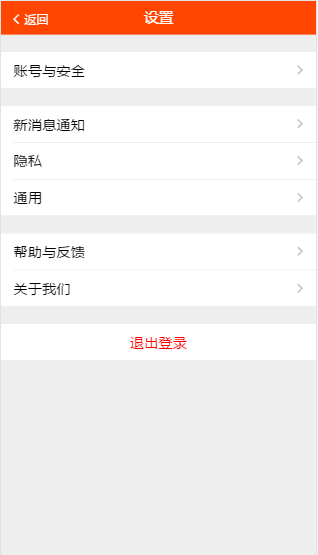 返回 设置
账号与安全
新消息通知
隐私
通用
帮助与反馈
关于我们
退出登录